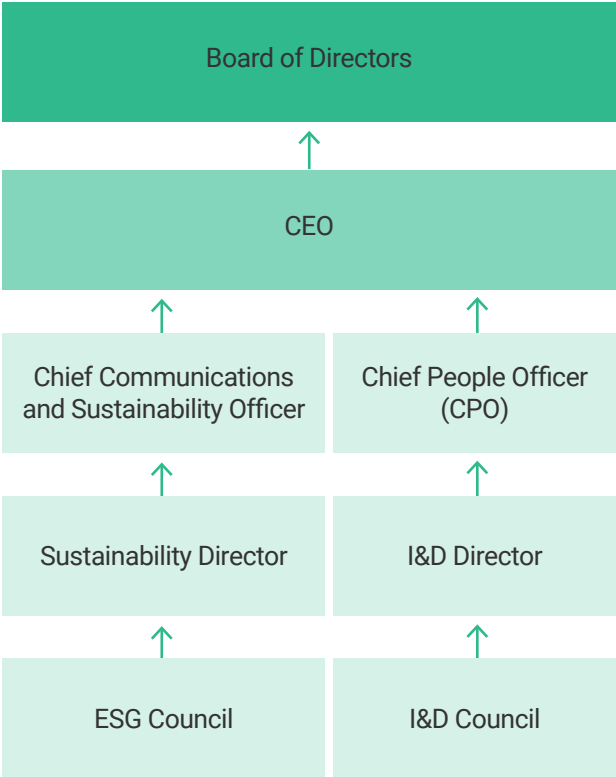 Board of Directors
CEO
Chief Communications
and Sustainability Officer
Chief People Officer
(CPO)
Sustainability Director
I&D Director
ESG Council
I&D Council